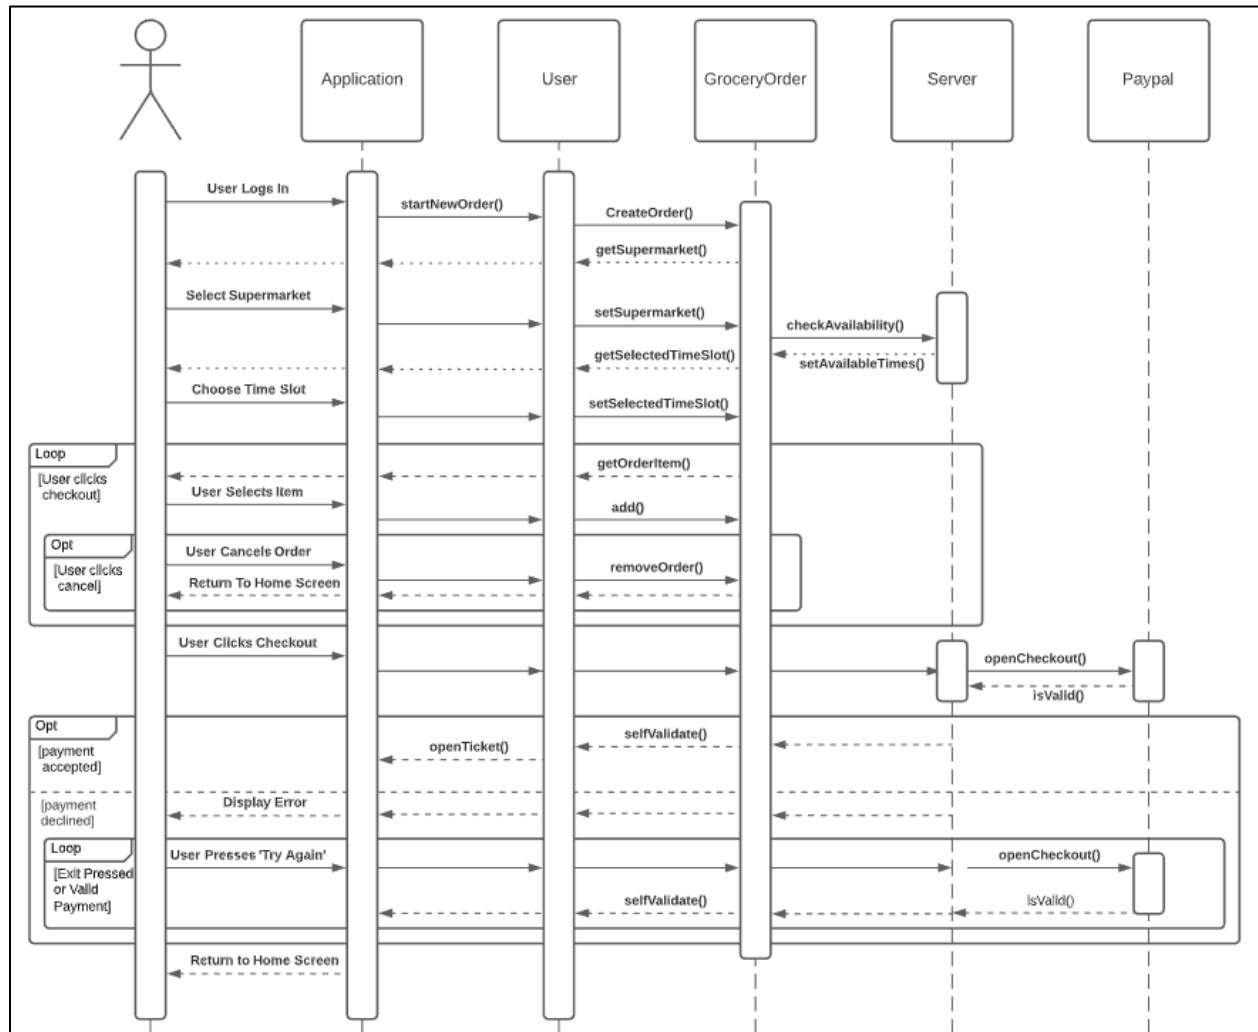 Application
User
GroceryOrder
Server
Paypal
User Logs In
startNewOrder()
CreateOrder()
getSupermarket()
Select Supermarket
setSupermarket()
checkAvailability()
getSelectedTimeSlot()
setAvailableTimes()
Choose Time Slot
setSelectedTimeSlot()
Loop
[User clicks
checkout]
getOrderItem()
User Selects Item
add()
Opt
[User clicks
cancel]
User Cancels Order
removeOrder()
Return To Home Screen
User Clicks Checkout
openCheckout()
isValid()
Opt
[payment
accepted]
selfValidate()
openTicket()
[payment
declined]
Display Error
Loop
[Exit Pressed
or Valid
Payment]
User Presses 'Try Again'
openCheckout()
selfValidate()
isValid()
Return to Home Screen